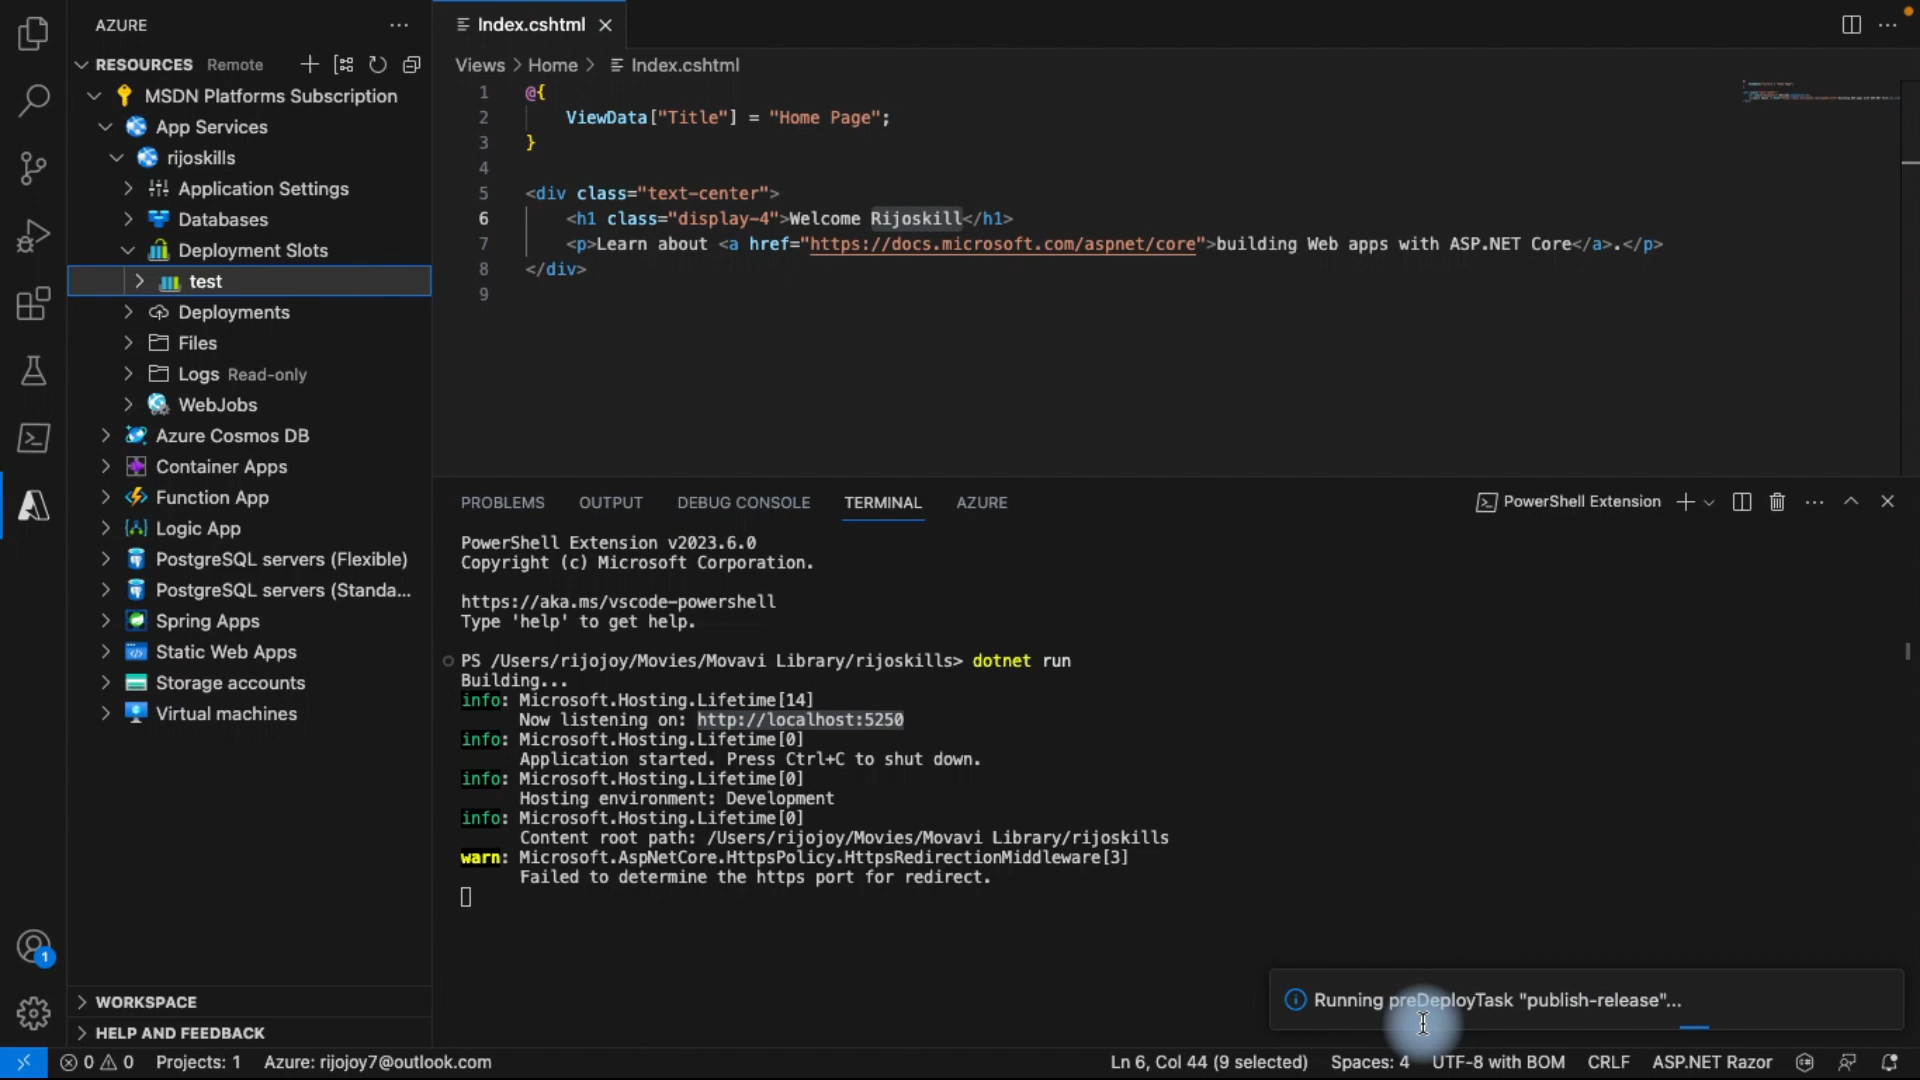 AZURE
RESOURCES Remote
MSDN Platforms Subscription
App Services
rijoskills
Application Settings
Databases
Deployment Slots
test
Deployments
Files
Logs Read-only
WebJobs
Azure Cosmos DB
Container Apps
Function App
Logic App
PostgreSQL servers (Flexible)
PostgreSQL servers (Standa...
Spring Apps
Static Web Apps
Storage accounts
Virtual machines
WORKSPACE
HELP AND FEEDBACK
Index.cshtml
Views > Home > Index.cshtml
1 @{
2 ViewData["Title"] = "Home Page";
3 }
4
5 <div class="text-center">
6 <h1 class="display-4">Welcome Rijoskill</h1>
7 <p>Learn about <a href="https://docs.microsoft.com/aspnet/core">building Web apps with ASP.NET Core</a>.</p>
8 </div>
9
PROBLEMS OUTPUT DEBUG CONSOLE TERMINAL AZURE
PowerShell Extension
PowerShell Extension v2023.6.0
Copyright (c) Microsoft Corporation.
https://aka.ms/vscode-powershell
Type 'help' to get help.
PS /Users/rijojoy/Movies/Movavi Library/rijoskills> dotnet run
Building...
info: Microsoft.Hosting.Lifetime[14]
Now listening on: http://localhost:5250
info: Microsoft.Hosting.Lifetime[0]
Application started. Press Ctrl+C to shut down.
info: Microsoft.Hosting.Lifetime[0]
Hosting environment: Development
info: Microsoft.Hosting.Lifetime[0]
Content root path: /Users/rijojoy/Movies/Movavi Library/rijoskills
warn: Microsoft.AspNetCore.HttpsPolicy.HttpsRedirectionMiddleware[3]
Failed to determine the https port for redirect.
Running preDeployTask "publish-release"...
1
0 0 Projects: 1 Azure: rijojoy7@outlook.com
Ln 6, Col 44 (9 selected) Spaces: 4 UTF-8 with BOM CRLF ASP.NET Razor